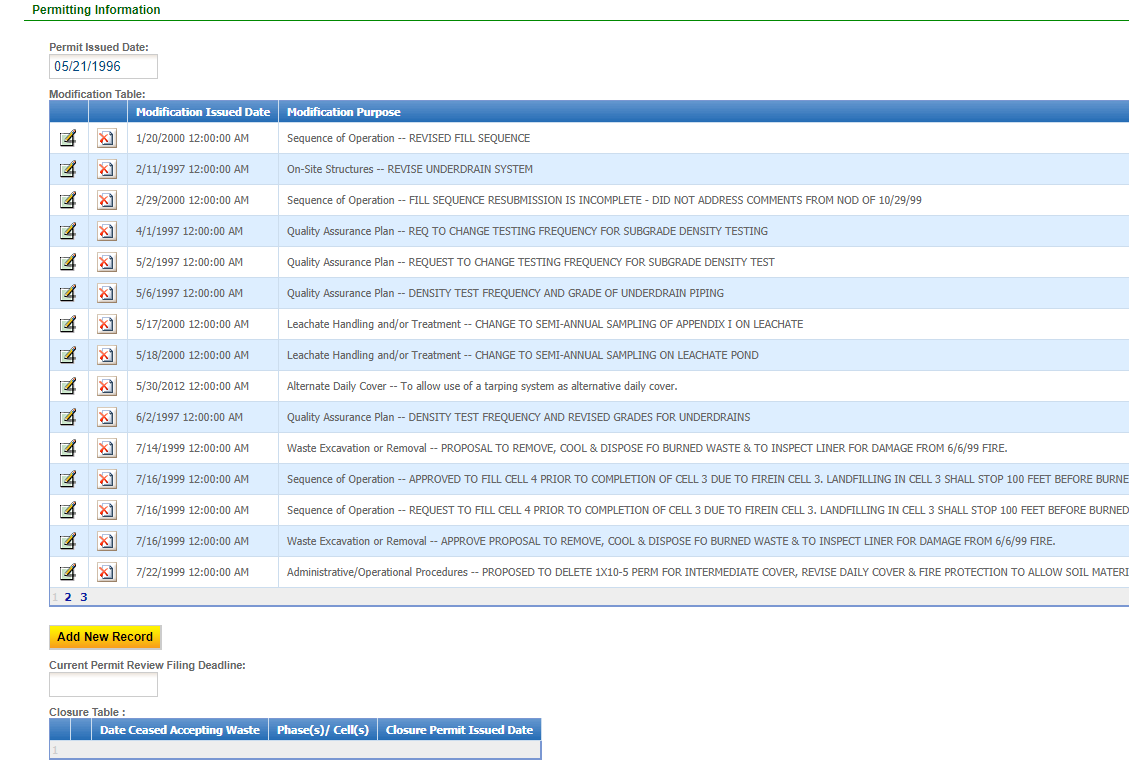 Permitting Information
Permit Issued Date:
05/21/1996
Modification Table:
Modification Issued Date Modification Purpose
1/20/2000 12:00:00 AM Sequence of Operation -- REVISED FILL SEQUENCE
2/11/1997 12:00:00 AM On-Site Structures -- REVISE UNDERDRAIN SYSTEM
2/29/2000 12:00:00 AM Sequence of Operation -- FILL SEQUENCE RESUBMISSION IS INCOMPLETE - DID NOT ADDRESS COMMENTS FROM NOD OF 10/29/99
4/1/1997 12:00:00 AM Quality Assurance Plan -- REQ TO CHANGE TESTING FREQUENCY FOR SUBGRADE DENSITY TESTING
5/2/1997 12:00:00 AM Quality Assurance Plan -- REQUEST TO CHANGE TESTING FREQUENCY FOR SUBGRADE DENSITY TEST
5/6/1997 12:00:00 AM Quality Assurance Plan -- DENSITY TEST FREQUENCY AND GRADE OF UNDERDRAIN PIPING
5/17/2000 12:00:00 AM Leachate Handling and/or Treatment -- CHANGE TO SEMI-ANNUAL SAMPLING OF APPENDIX I ON LEACHATE
5/18/2000 12:00:00 AM Leachate Handling and/or Treatment -- CHANGE TO SEMI-ANNUAL SAMPLING ON LEACHATE POND
5/30/2012 12:00:00 AM Alternate Daily Cover -- To allow use of a tarping system as alternative daily cover.
6/2/1997 12:00:00 AM Quality Assurance Plan -- DENSITY TEST FREQUENCY AND REVISED GRADES FOR UNDERDRAINS
7/14/1999 12:00:00 AM Waste Excavation or Removal -- PROPOSAL TO REMOVE, COOL & DISPOSE FO BURNED WASTE & TO INSPECT LINER FOR DAMAGE FROM 6/6/99 FIRE.
7/16/1999 12:00:00 AM Sequence of Operation -- APPROVED TO FILL CELL 4 PRIOR TO COMPLETION OF CELL 3 DUE TO FIREIN CELL 3. LANDFILLING IN CELL 3 SHALL STOP 100 FEET BEFORE BURNE
7/16/1999 12:00:00 AM Sequence of Operation -- REQUEST TO FILL CELL 4 PRIOR TO COMPLETION OF CELL 3 DUE TO FIREIN CELL 3. LANDFILLING IN CELL 3 SHALL STOP 100 FEET BEFORE BURNED
7/16/1999 12:00:00 AM Waste Excavation or Removal -- APPROVE PROPOSAL TO REMOVE, COOL & DISPOSE FO BURNED WASTE & TO INSPECT LINER FOR DAMAGE FROM 6/6/99 FIRE.
7/22/1999 12:00:00 AM Administrative/Operational Procedures -- PROPOSED TO DELETE 1X10-5 PERM FOR INTERMEDIATE COVER, REVISE DAILY COVER & FIRE PROTECTION TO ALLOW SOIL MATERI
1 2 3
Add New Record
Current Permit Review Filing Deadline:
Closure Table :
Date Ceased Accepting Waste Phase(s)/ Cell(s) Closure Permit Issued Date
1